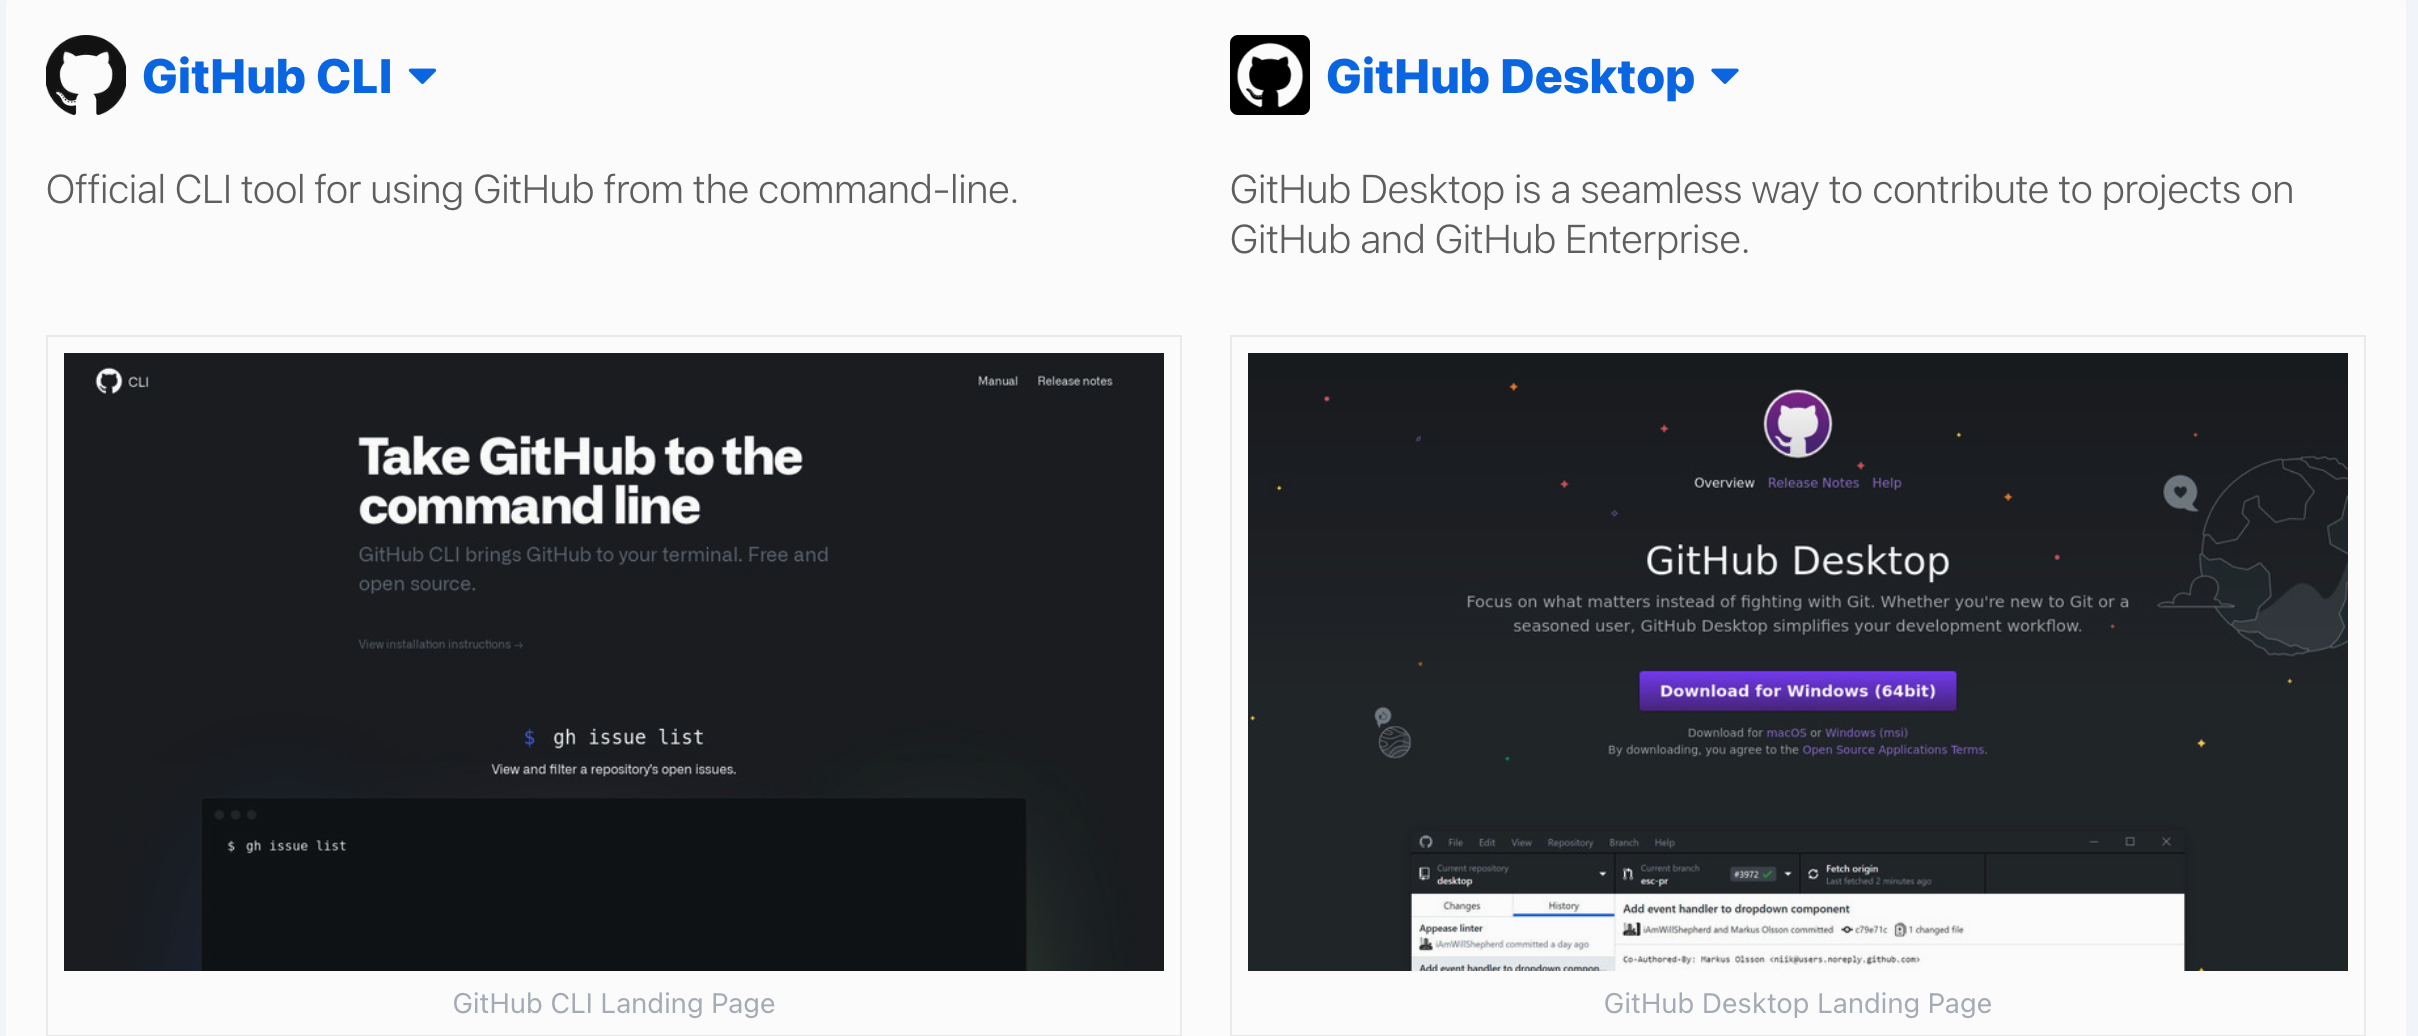 GitHub CLI
Official CLI tool for using GitHub from the command-line.
CLI
Manual Release notes
Take GitHub to the
command line
GitHub CLI brings GitHub to your terminal. Free and
open source.
View installation instructions →
$ gh issue list
View and filter a repository's open issues.
$ gh issue list
GitHub CLI Landing Page
GitHub Desktop
GitHub Desktop is a seamless way to contribute to projects on
GitHub and GitHub Enterprise.
Overview Release Notes Help
GitHub Desktop
Focus on what matters instead of fighting with Git. Whether you're new to Git or a
seasoned user, GitHub Desktop simplifies your development workflow.
Download for Windows (64bit)
Download for macOS or Windows (msi)
By downloading, you agree to the Open Source Applications Terms.
File Edit View Repository Branch Help
Current repository
desktop
Current branch
esc-pr
#3972
Fetch origin
Last fetched 2 minutes ago
Changes History
Appease linter
iAmWillShepherd committed a day ago
Add event handler to dropdown compon...
Add event handler to dropdown component
iAmWillShepherd and Markus Olsson committed c79e71c 1 changed file
Co-Authored-By: Markus Olsson <niik@users.noreply.github.com>
GitHub Desktop Landing Page